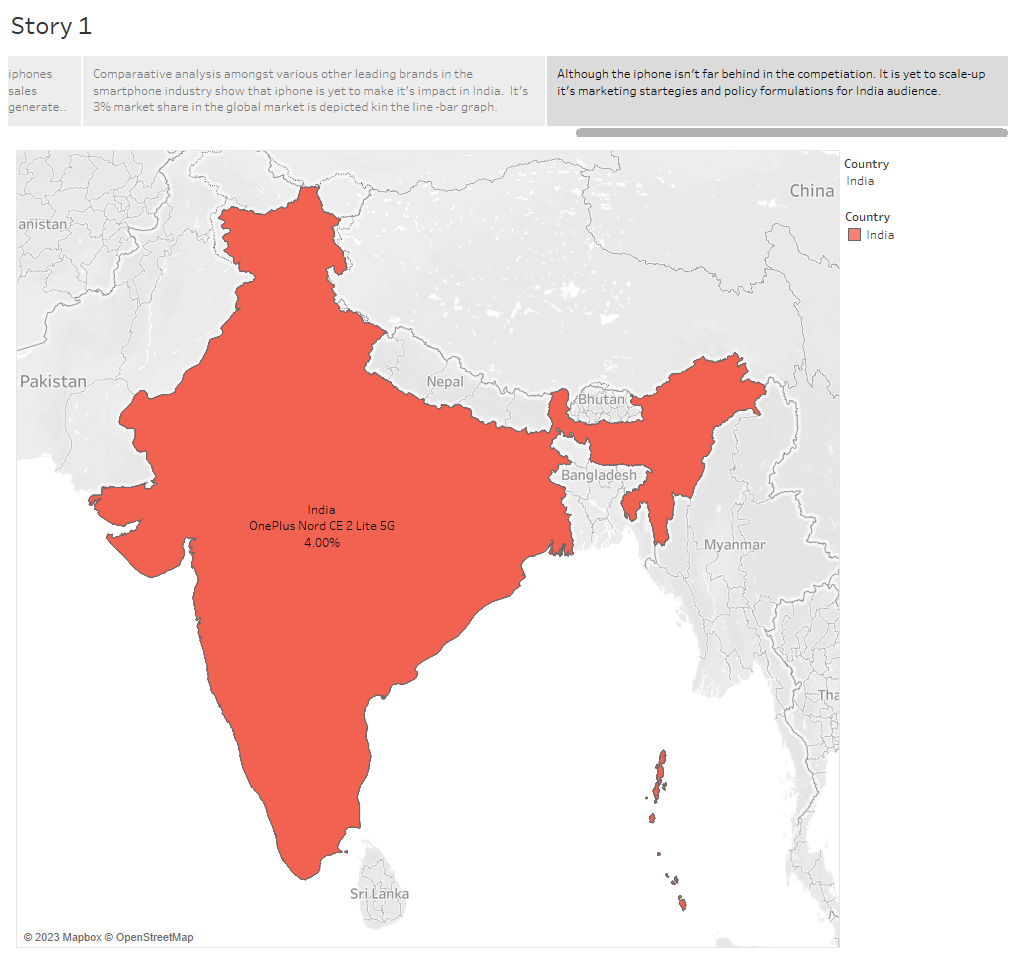 Story 1
iphones
sales
generate..
Comparaative analysis amongst various other leading brands in the
smartphone industry show that iphone is yet to make it's impact in India. It's
3% market share in the global market is depicted kin the line -bar graph.
Although the iphone isn't far behind in the competiation. It is yet to scale-up
it's marketing startegies and policy formulations for India audience.
Country
India
Country
India
China
anistan
Pakistan
Nepal
Bhutan
Bangladesh
India
OnePlus Nord CE 2 Lite 5G
4.00%
Myanmar
Tha
Sri Lanka
© 2023 Mapbox © OpenStreetMap